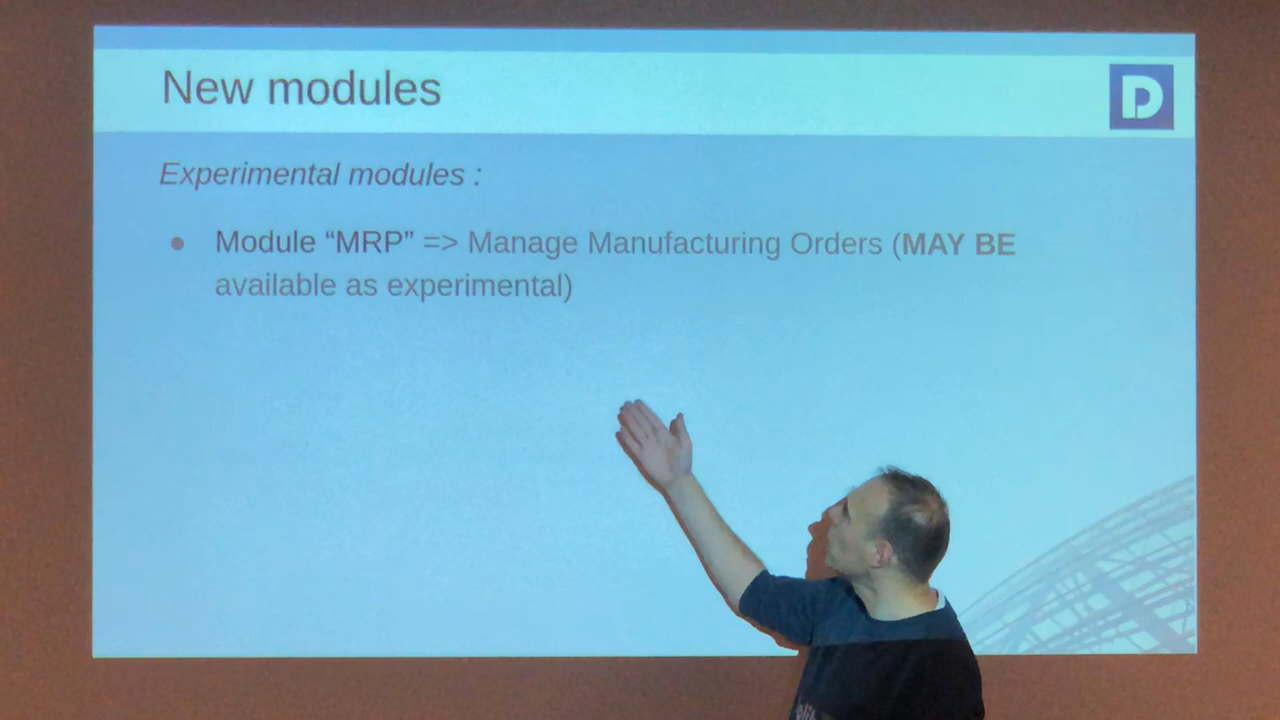 New modules
D
Experimental modules :
• Module “MRP” => Manage Manufacturing Orders (MAY BE
available as experimental)